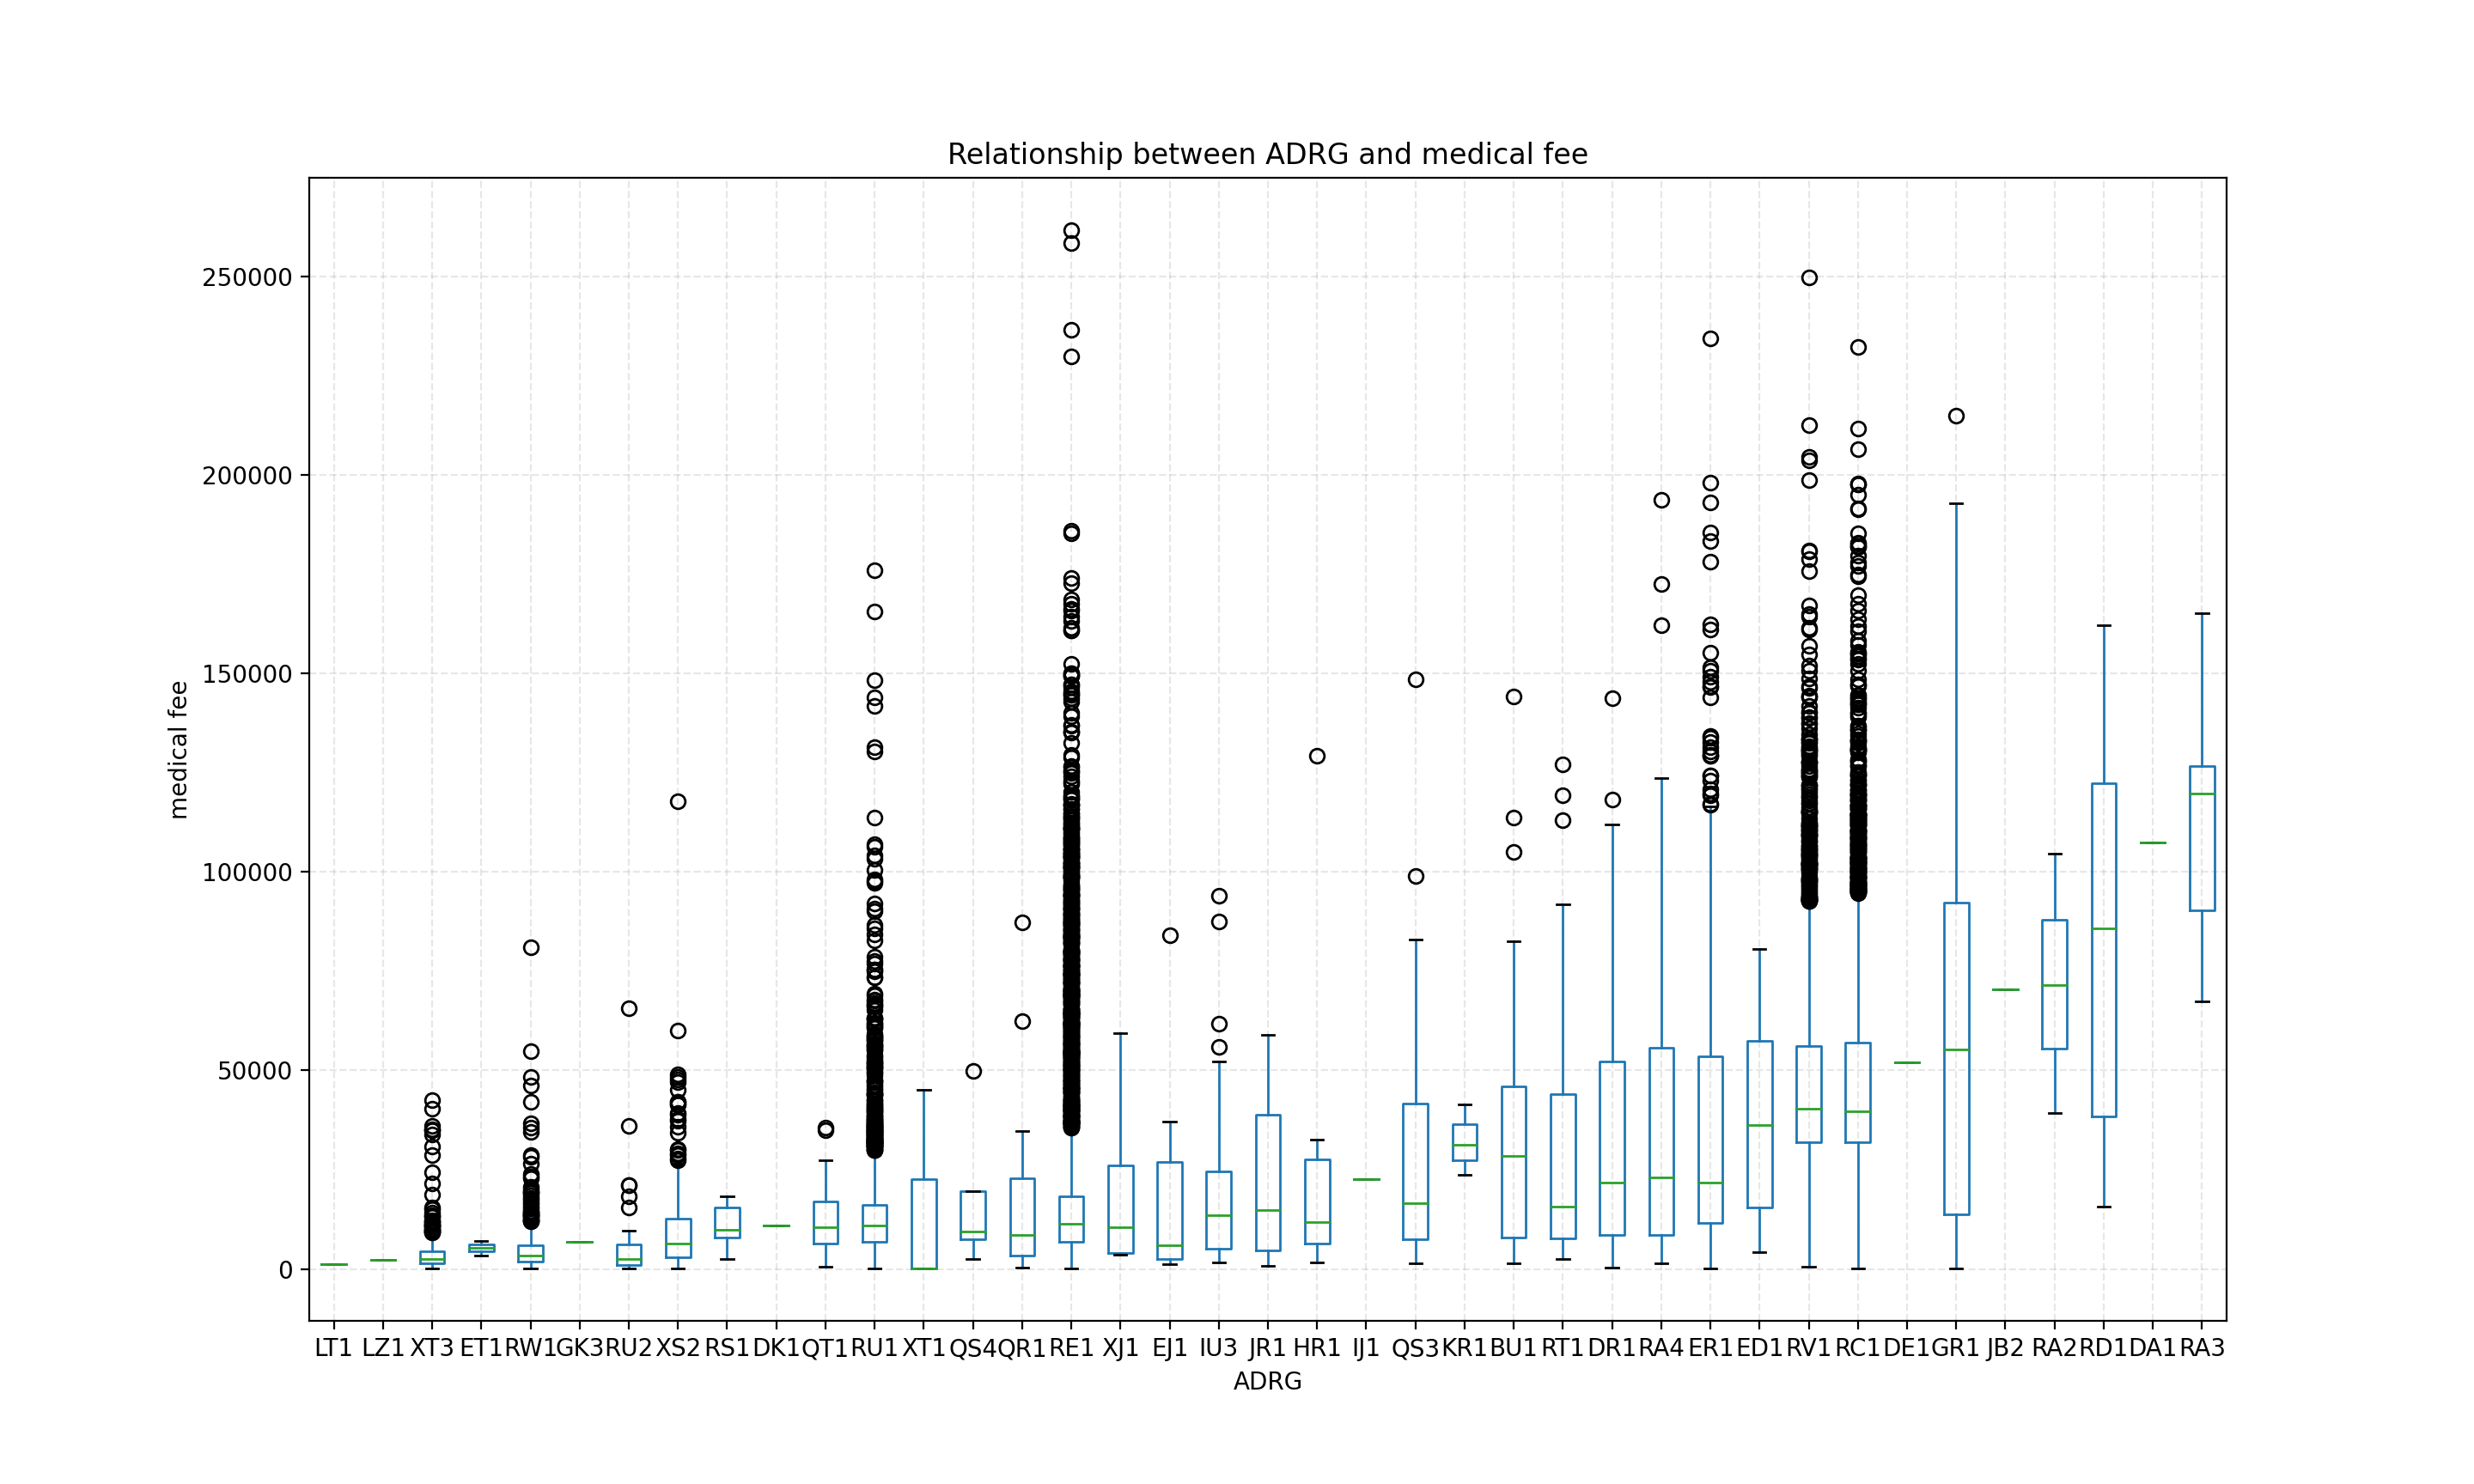 Relationship between ADRG and medical fee
250000
200000
150000
100000
50000
0
medical fee
LT1 LZ1 XT3 ET1 RW1 GK3 RU2 XS2 RS1 DK1 QT1 RU1 XT1 QS4 QR1 RE1 XJ1 EJ1 IU3 JR1 HR1 IJ1 QS3 KR1 BU1 RT1 DR1 RA4 ER1 ED1 RV1 RC1 DE1 GR1 JB2 RA2 RD1 DA1 RA3
ADRG